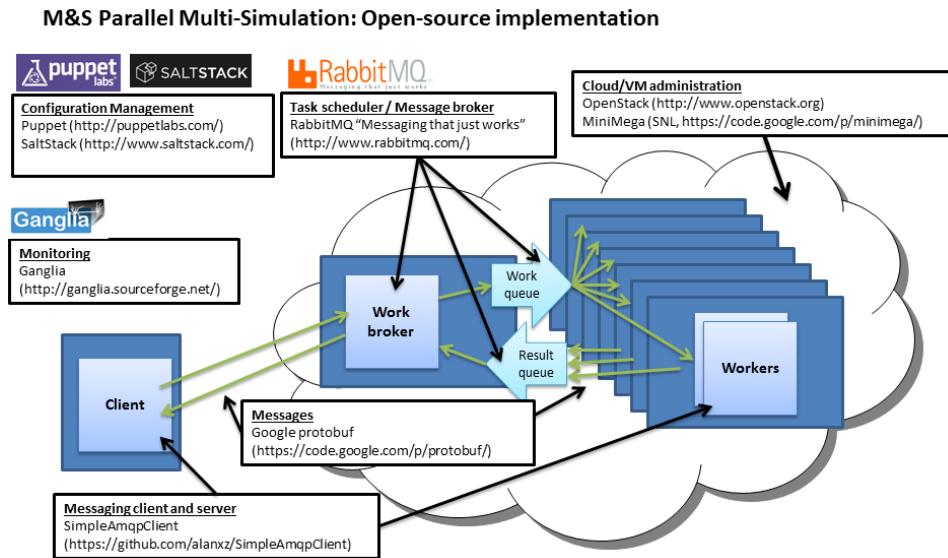 M&S Parallel Multi-Simulation: Open-source implementation
puppet
labs
SALTSTACK
RabbitMQ
Messaging that just works
Configuration Management
Puppet (http://puppetlabs.com/)
SaltStack (http://www.saltstack.com/)
Task scheduler / Message broker
RabbitMQ “Messaging that just works”
(http://www.rabbitmq.com/)
Cloud/VM administration
OpenStack (http://www.openstack.org)
MiniMega (SNL, https://code.google.com/p/minimega/)
Ganglia
Monitoring
Ganglia
(http://ganglia.sourceforge.net/)
Work
broker
Work
queue
Result
queue
Workers
Client
Messages
Google protobuf
(https://code.google.com/p/protobuf/)
Messaging client and server
SimpleAmqpClient
(https://github.com/alanxz/SimpleAmqpClient)